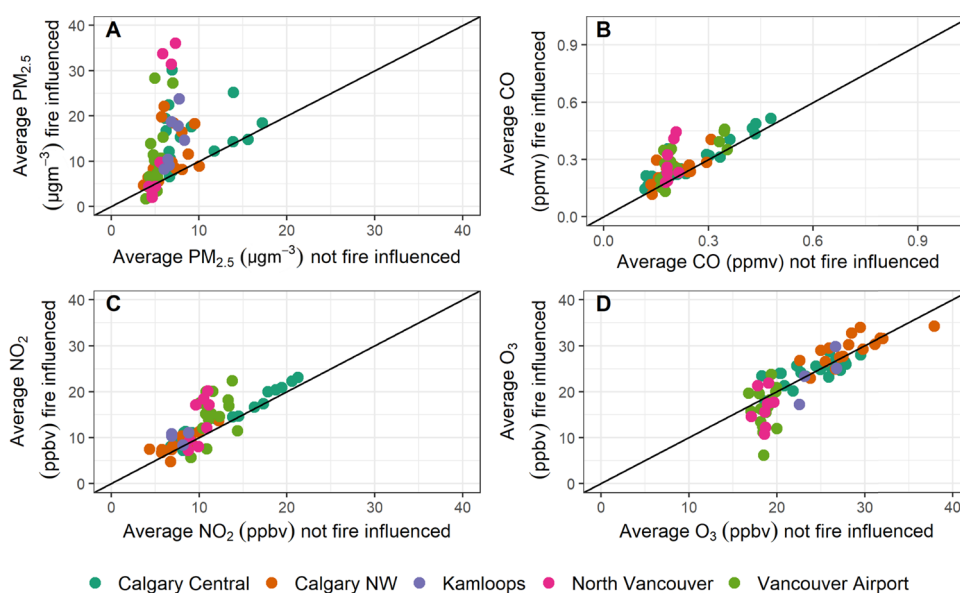 A
Average PM2.5
(μgm⁻³) fire influenced
40
30
20
10
0
0 10 20 30 40
Average PM2.5 (μgm⁻³) not fire influenced
B
Average CO
(ppmv) fire influenced
0.9
0.6
0.3
0.0
0.0 0.3 0.6 0.9
Average CO (ppmv) not fire influenced
C
Average NO2
(ppbv) fire influenced
40
30
20
10
0
0 10 20 30 40
Average NO2 (ppbv) not fire influenced
D
Average O3
(ppbv) fire influenced
40
30
20
10
0
0 10 20 30 40
Average O3 (ppbv) not fire influenced
Calgary Central Calgary NW Kamloops North Vancouver Vancouver Airport